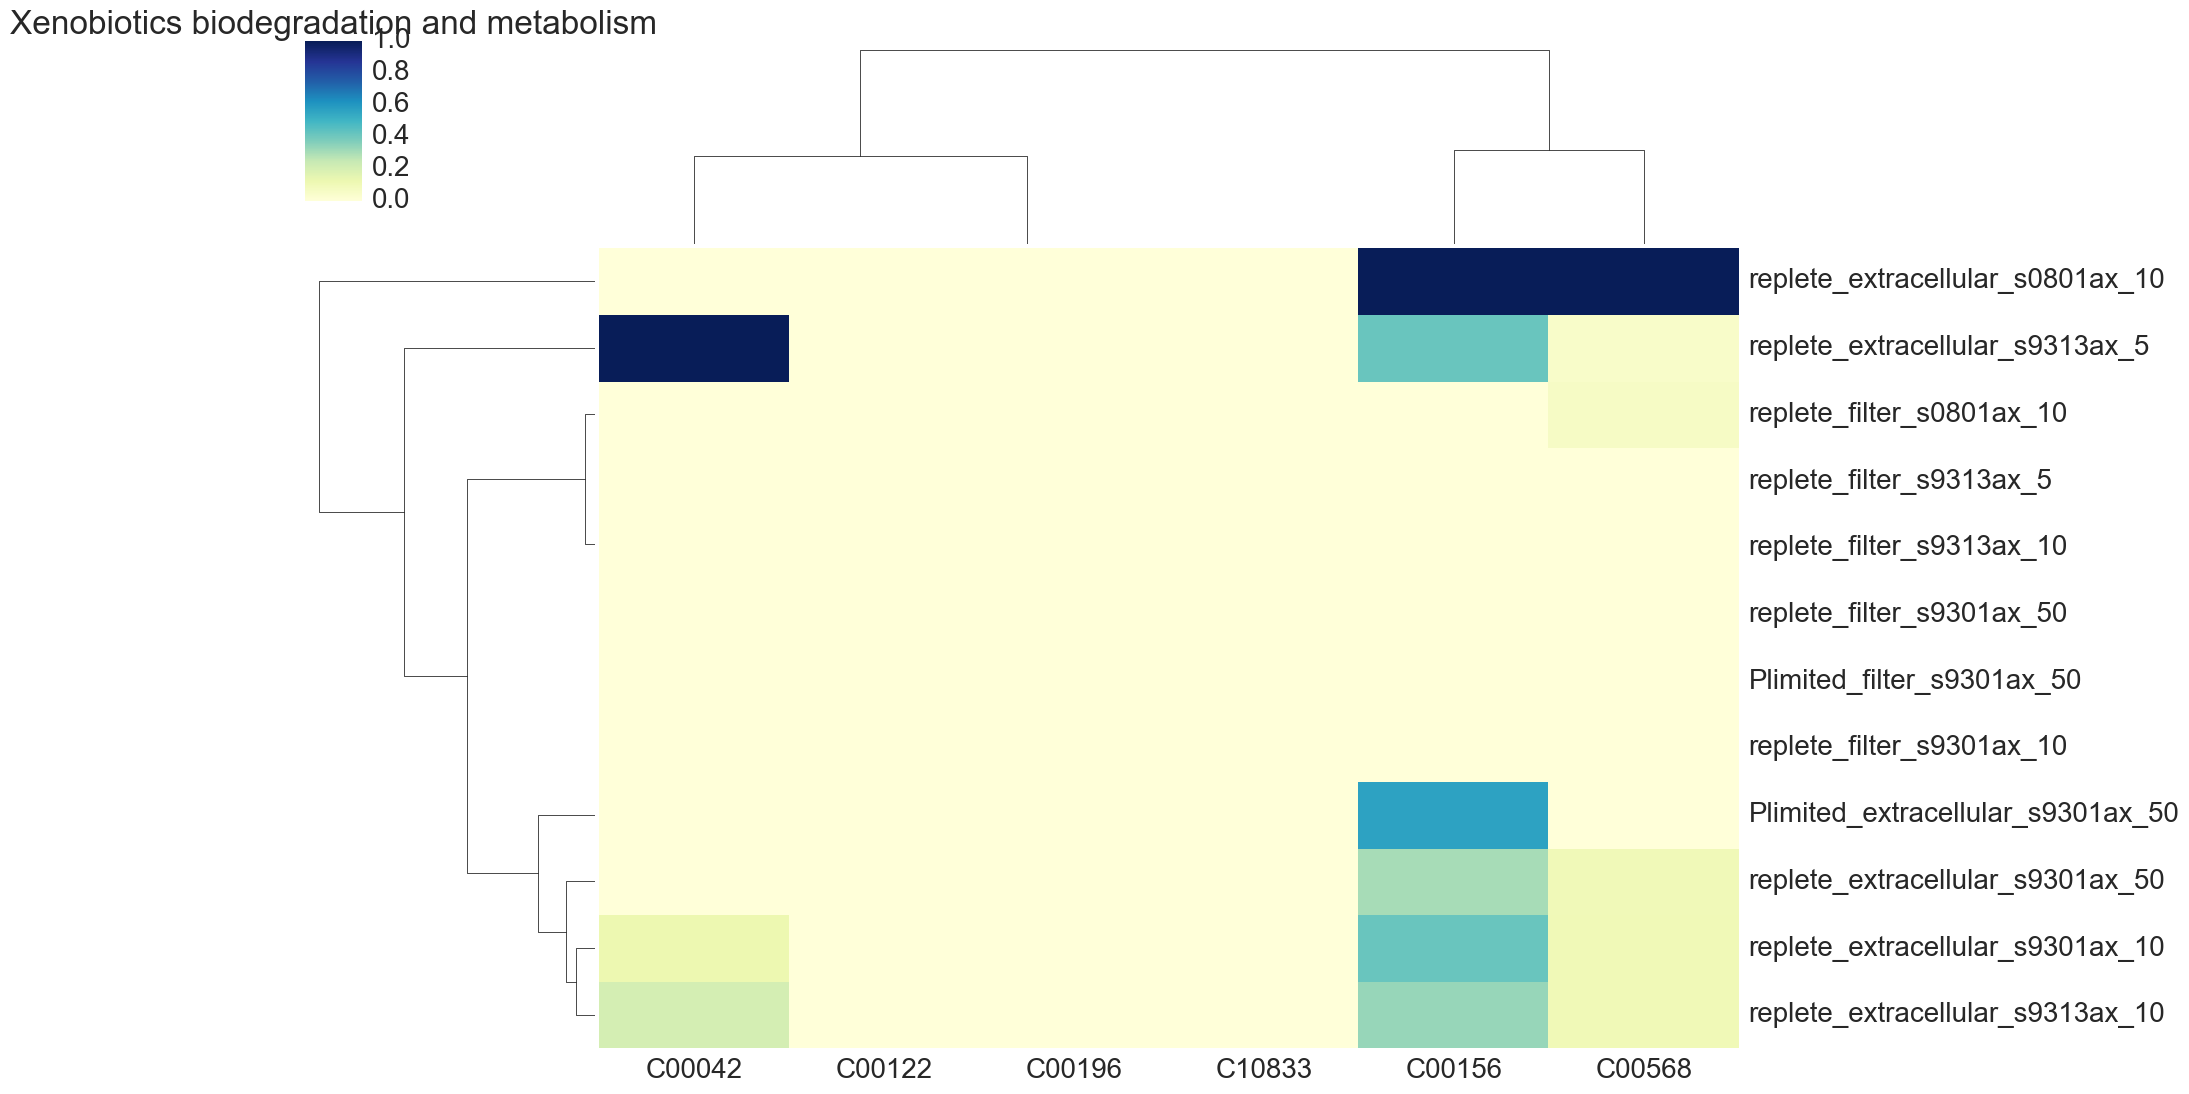 Xenobiotics biodegradation and metabolism
1.0
0.8
0.6
0.4
0.2
0.0
replete_extracellular_s0801ax_10
replete_extracellular_s9313ax_5
replete_filter_s0801ax_10
replete_filter_s9313ax_5
replete_filter_s9313ax_10
replete_filter_s9301ax_50
Plimited_filter_s9301ax_50
replete_filter_s9301ax_10
Plimited_extracellular_s9301ax_50
replete_extracellular_s9301ax_50
replete_extracellular_s9301ax_10
replete_extracellular_s9313ax_10
C00042 C00122 C00196 C10833 C00156 C00568